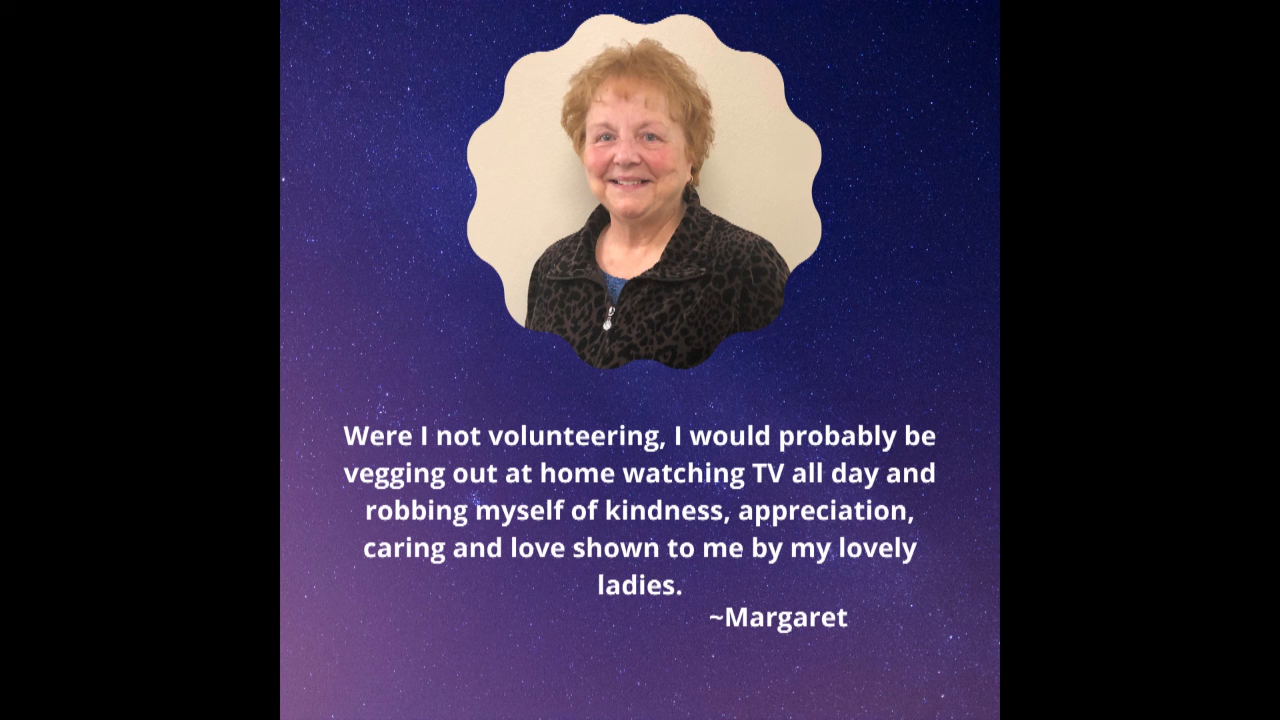 Were I not volunteering, I would probably be
vegging out at home watching TV all day and
robbing myself of kindness, appreciation,
caring and love shown to me by my lovely
ladies.
~Margaret